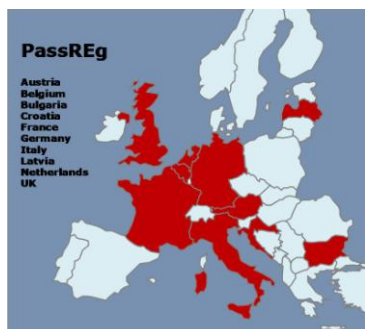 PassREg
Austria
Belgium
Bulgaria
Croatia
France
Germany
Italy
Latvia
Netherlands
UK